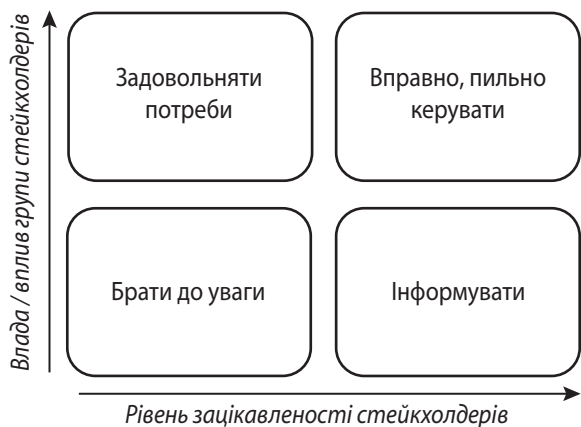 Влада / вплив групи стейкхолдерів
Задовольняти
потреби
Вправно, пильно
керувати
Брати до уваги
Інформувати
Рівень зацікавленості стейкхолдерів